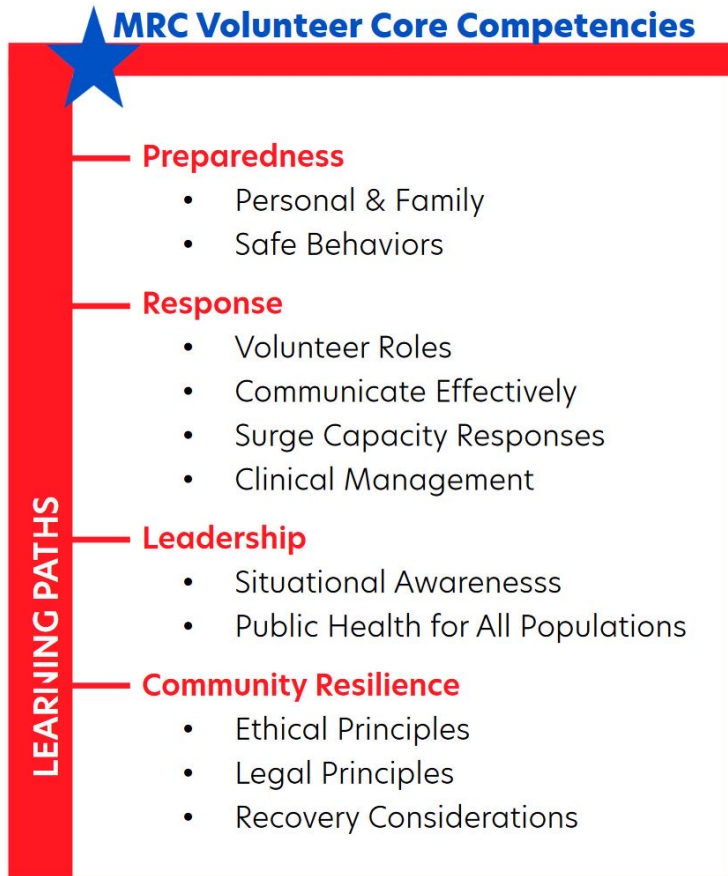 MRC Volunteer Core Competencies
Preparedness
• Personal & Family
• Safe Behaviors
Response
• Volunteer Roles
• Communicate Effectively
• Surge Capacity Responses
• Clinical Management
Leadership
• Situational Awarenesss
• Public Health for All Populations
Community Resilience
• Ethical Principles
• Legal Principles
• Recovery Considerations
LEARNING PATHS